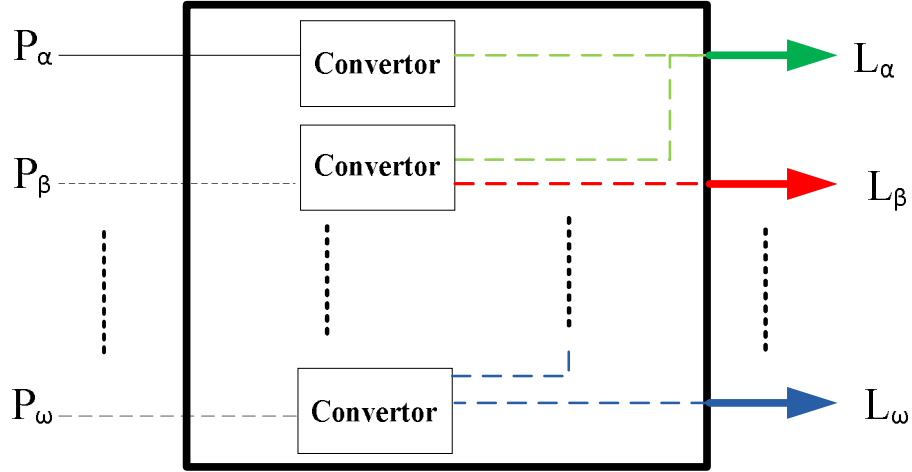 Pα
Convertor
Lα
Pβ
Convertor
Lβ
Pω
Convertor
Lω